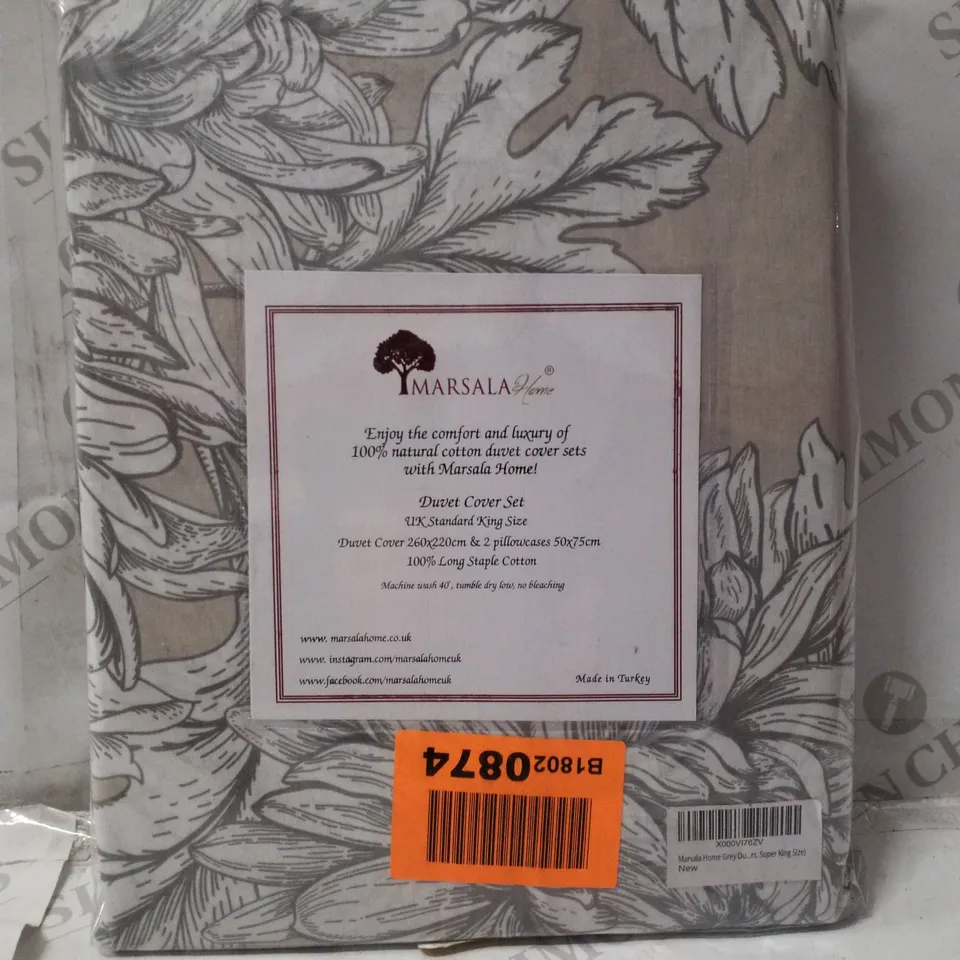 MARSALA Home ®
Enjoy the comfort and luxury of
100% natural cotton duvet cover sets
with Marsala Home!
Duvet Cover Set
UK Standard King Size
Duvet Cover 260x220cm & 2 pillowcases 50x75cm
100% Long Staple Cotton
Machine wash 40°, tumble dry low, no bleaching
www. marsalahome.co.uk
www. instagram.com/marsalahomeuk
www.facebook.com/marsalahomeuk
Made in Turkey
B18020874
X000VI76ZV
Marsala Home Grey Du...rs, Super King Size)
New